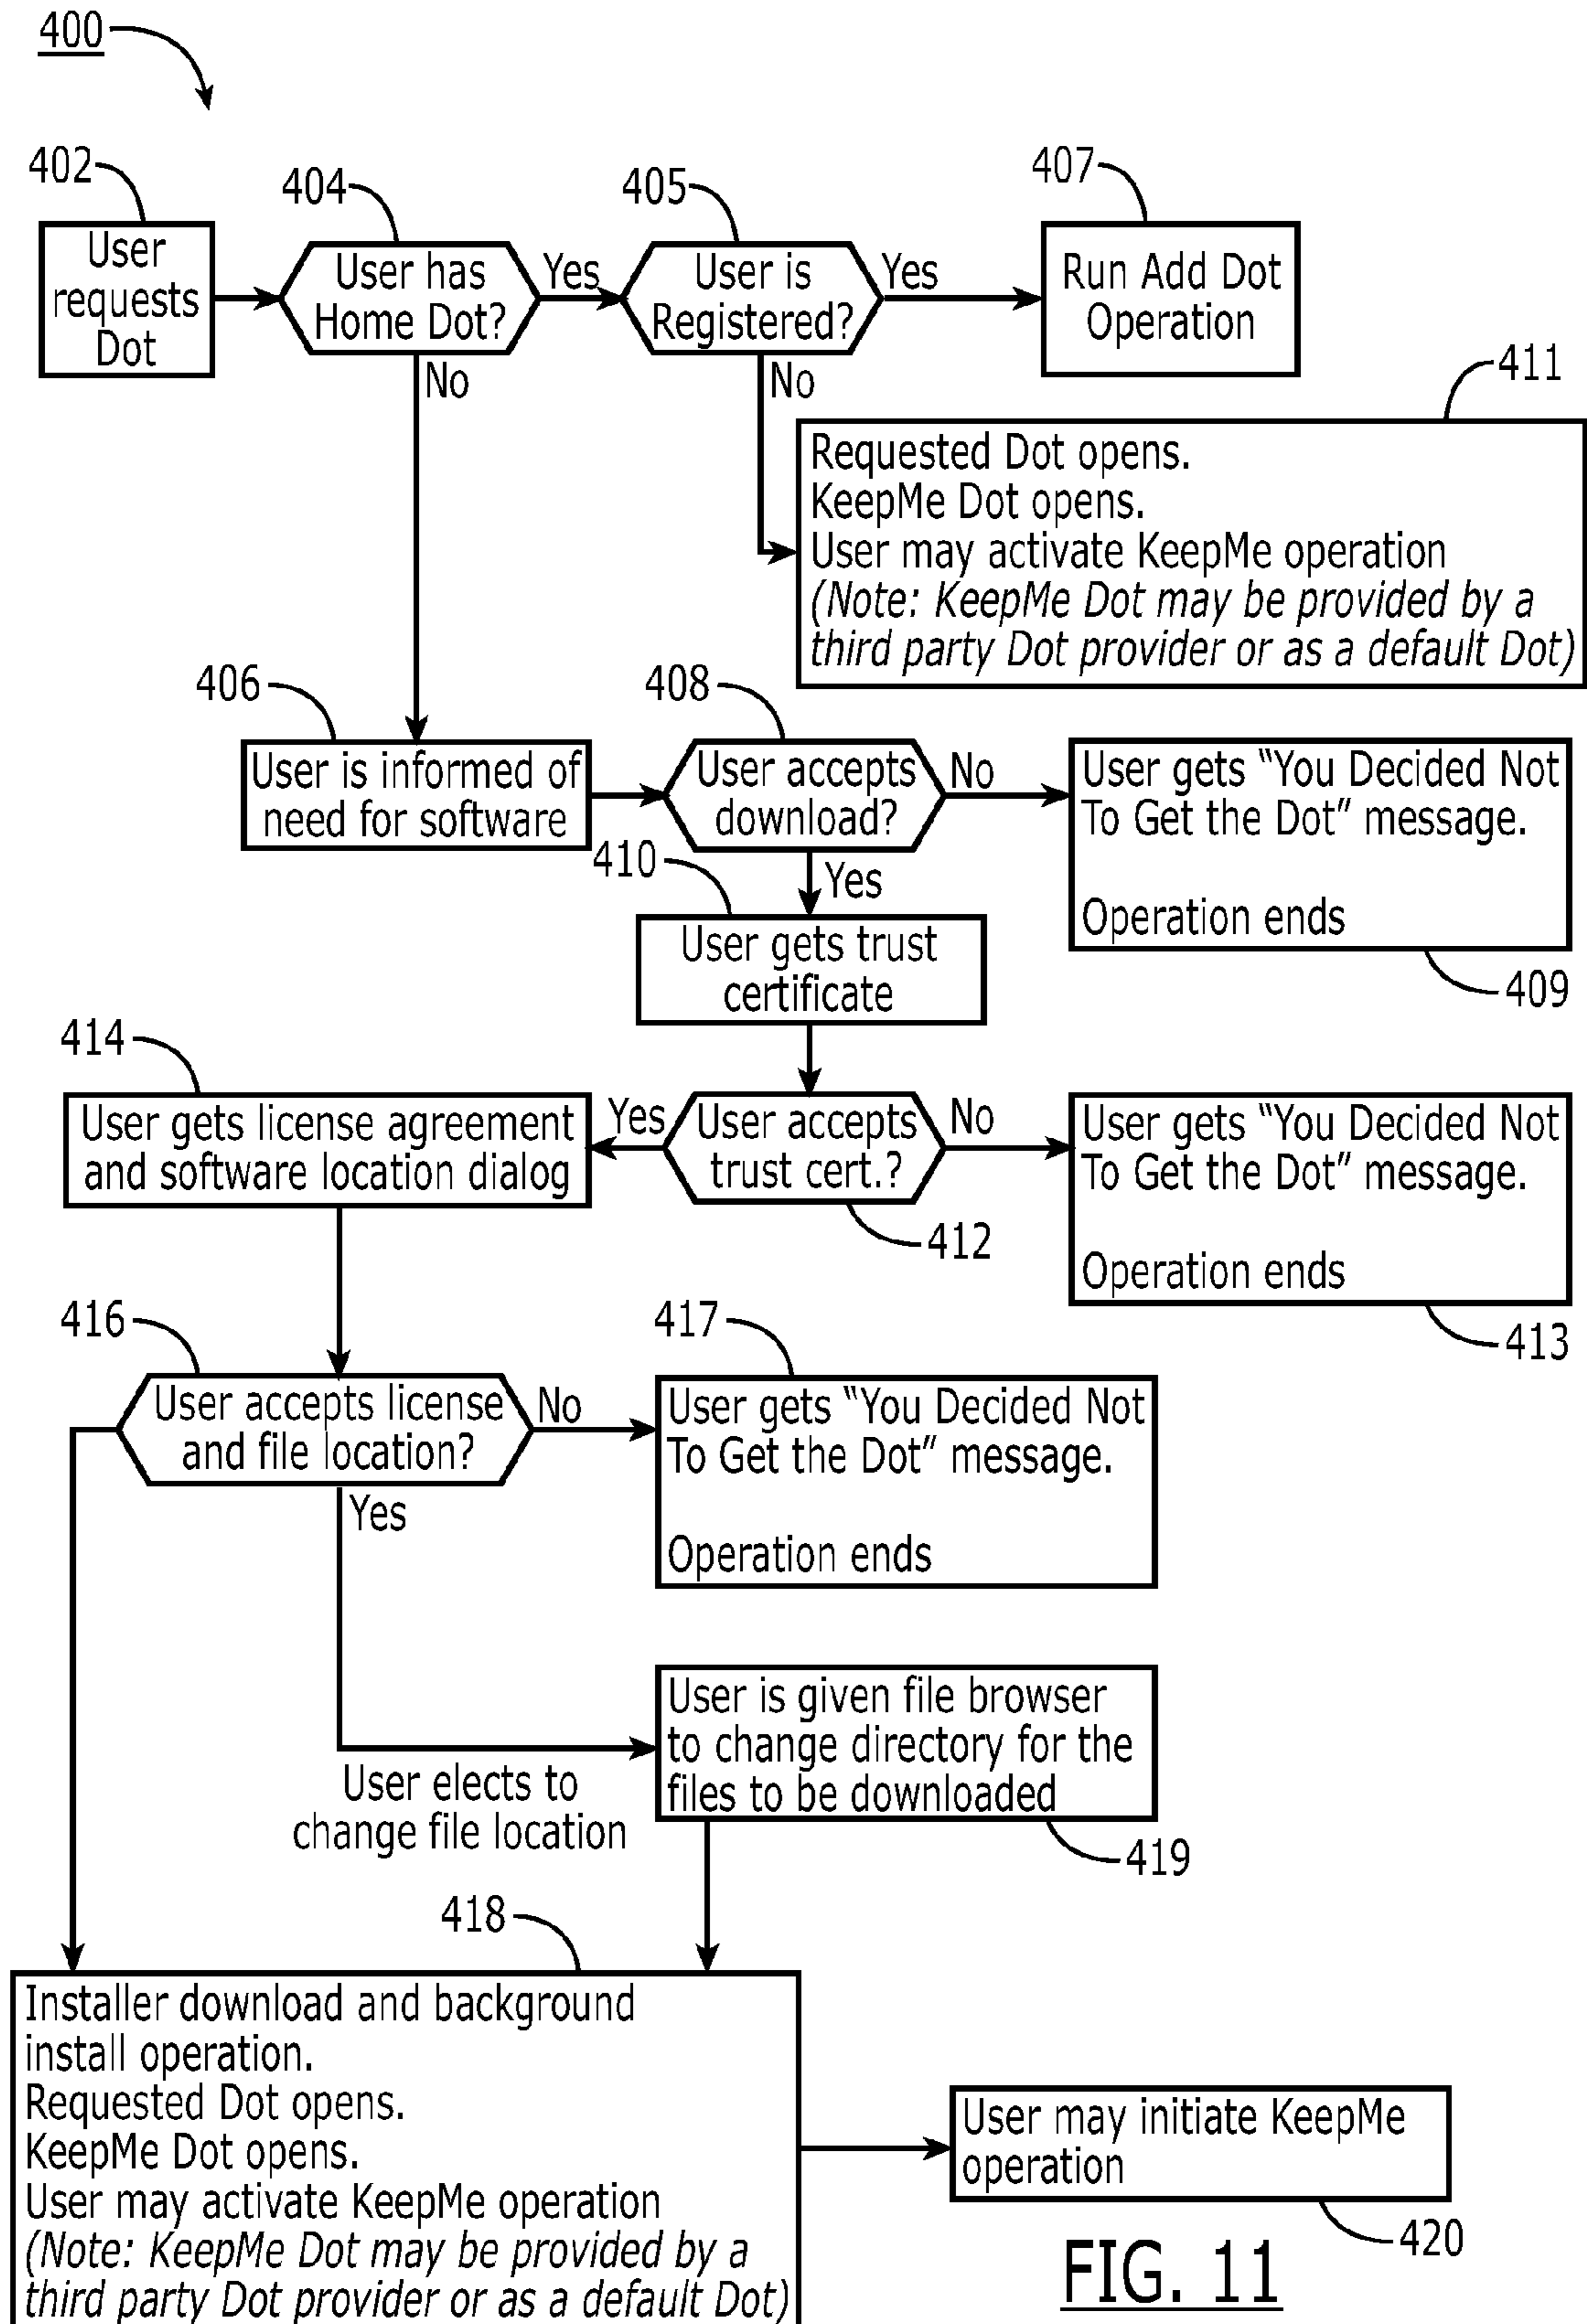 400
402
404
405
407
User
requests
Dot
User has
Home Dot?
Yes
User is
Registered?
Yes
Run Add Dot
Operation
No
No
411
Requested Dot opens.
KeepMe Dot opens.
User may activate KeepMe operation
(Note: KeepMe Dot may be provided by a
third party Dot provider or as a default Dot)
406
408
User is informed of
need for software
User accepts
download?
No
User gets “You Decided Not
To Get the Dot” message.
Operation ends
409
410
Yes
User gets trust
certificate
414
User gets license agreement
and software location dialog
Yes
User accepts
trust cert.?
No
412
User gets “You Decided Not
To Get the Dot” message.
Operation ends
413
416
User accepts license
and file location?
No
417
User gets “You Decided Not
To Get the Dot” message.
Operation ends
Yes
User elects to
change file location
User is given file browser
to change directory for the
files to be downloaded
419
418
Installer download and background
install operation.
Requested Dot opens.
KeepMe Dot opens.
User may activate KeepMe operation
(Note: KeepMe Dot may be provided by a
third party Dot provider or as a default Dot)
User may initiate KeepMe
operation
420
FIG. 11